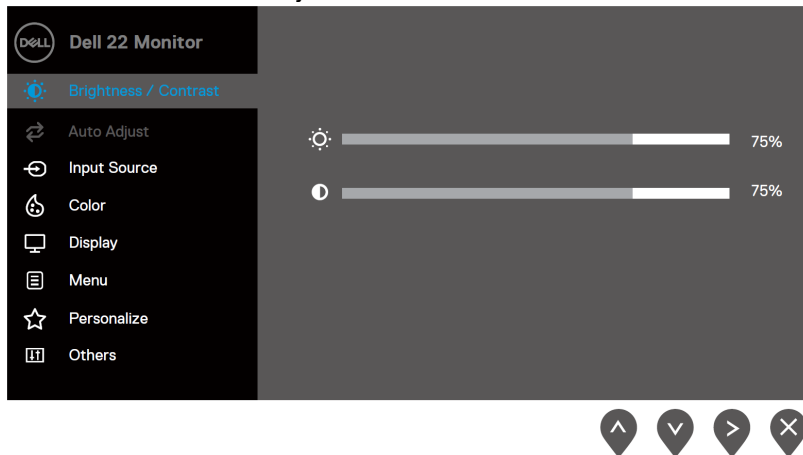 DELL
Dell 22 Monitor
Brightness / Contrast
Auto Adjust
Input Source
Color
Display
Menu
Personalize
Others
75%
75%